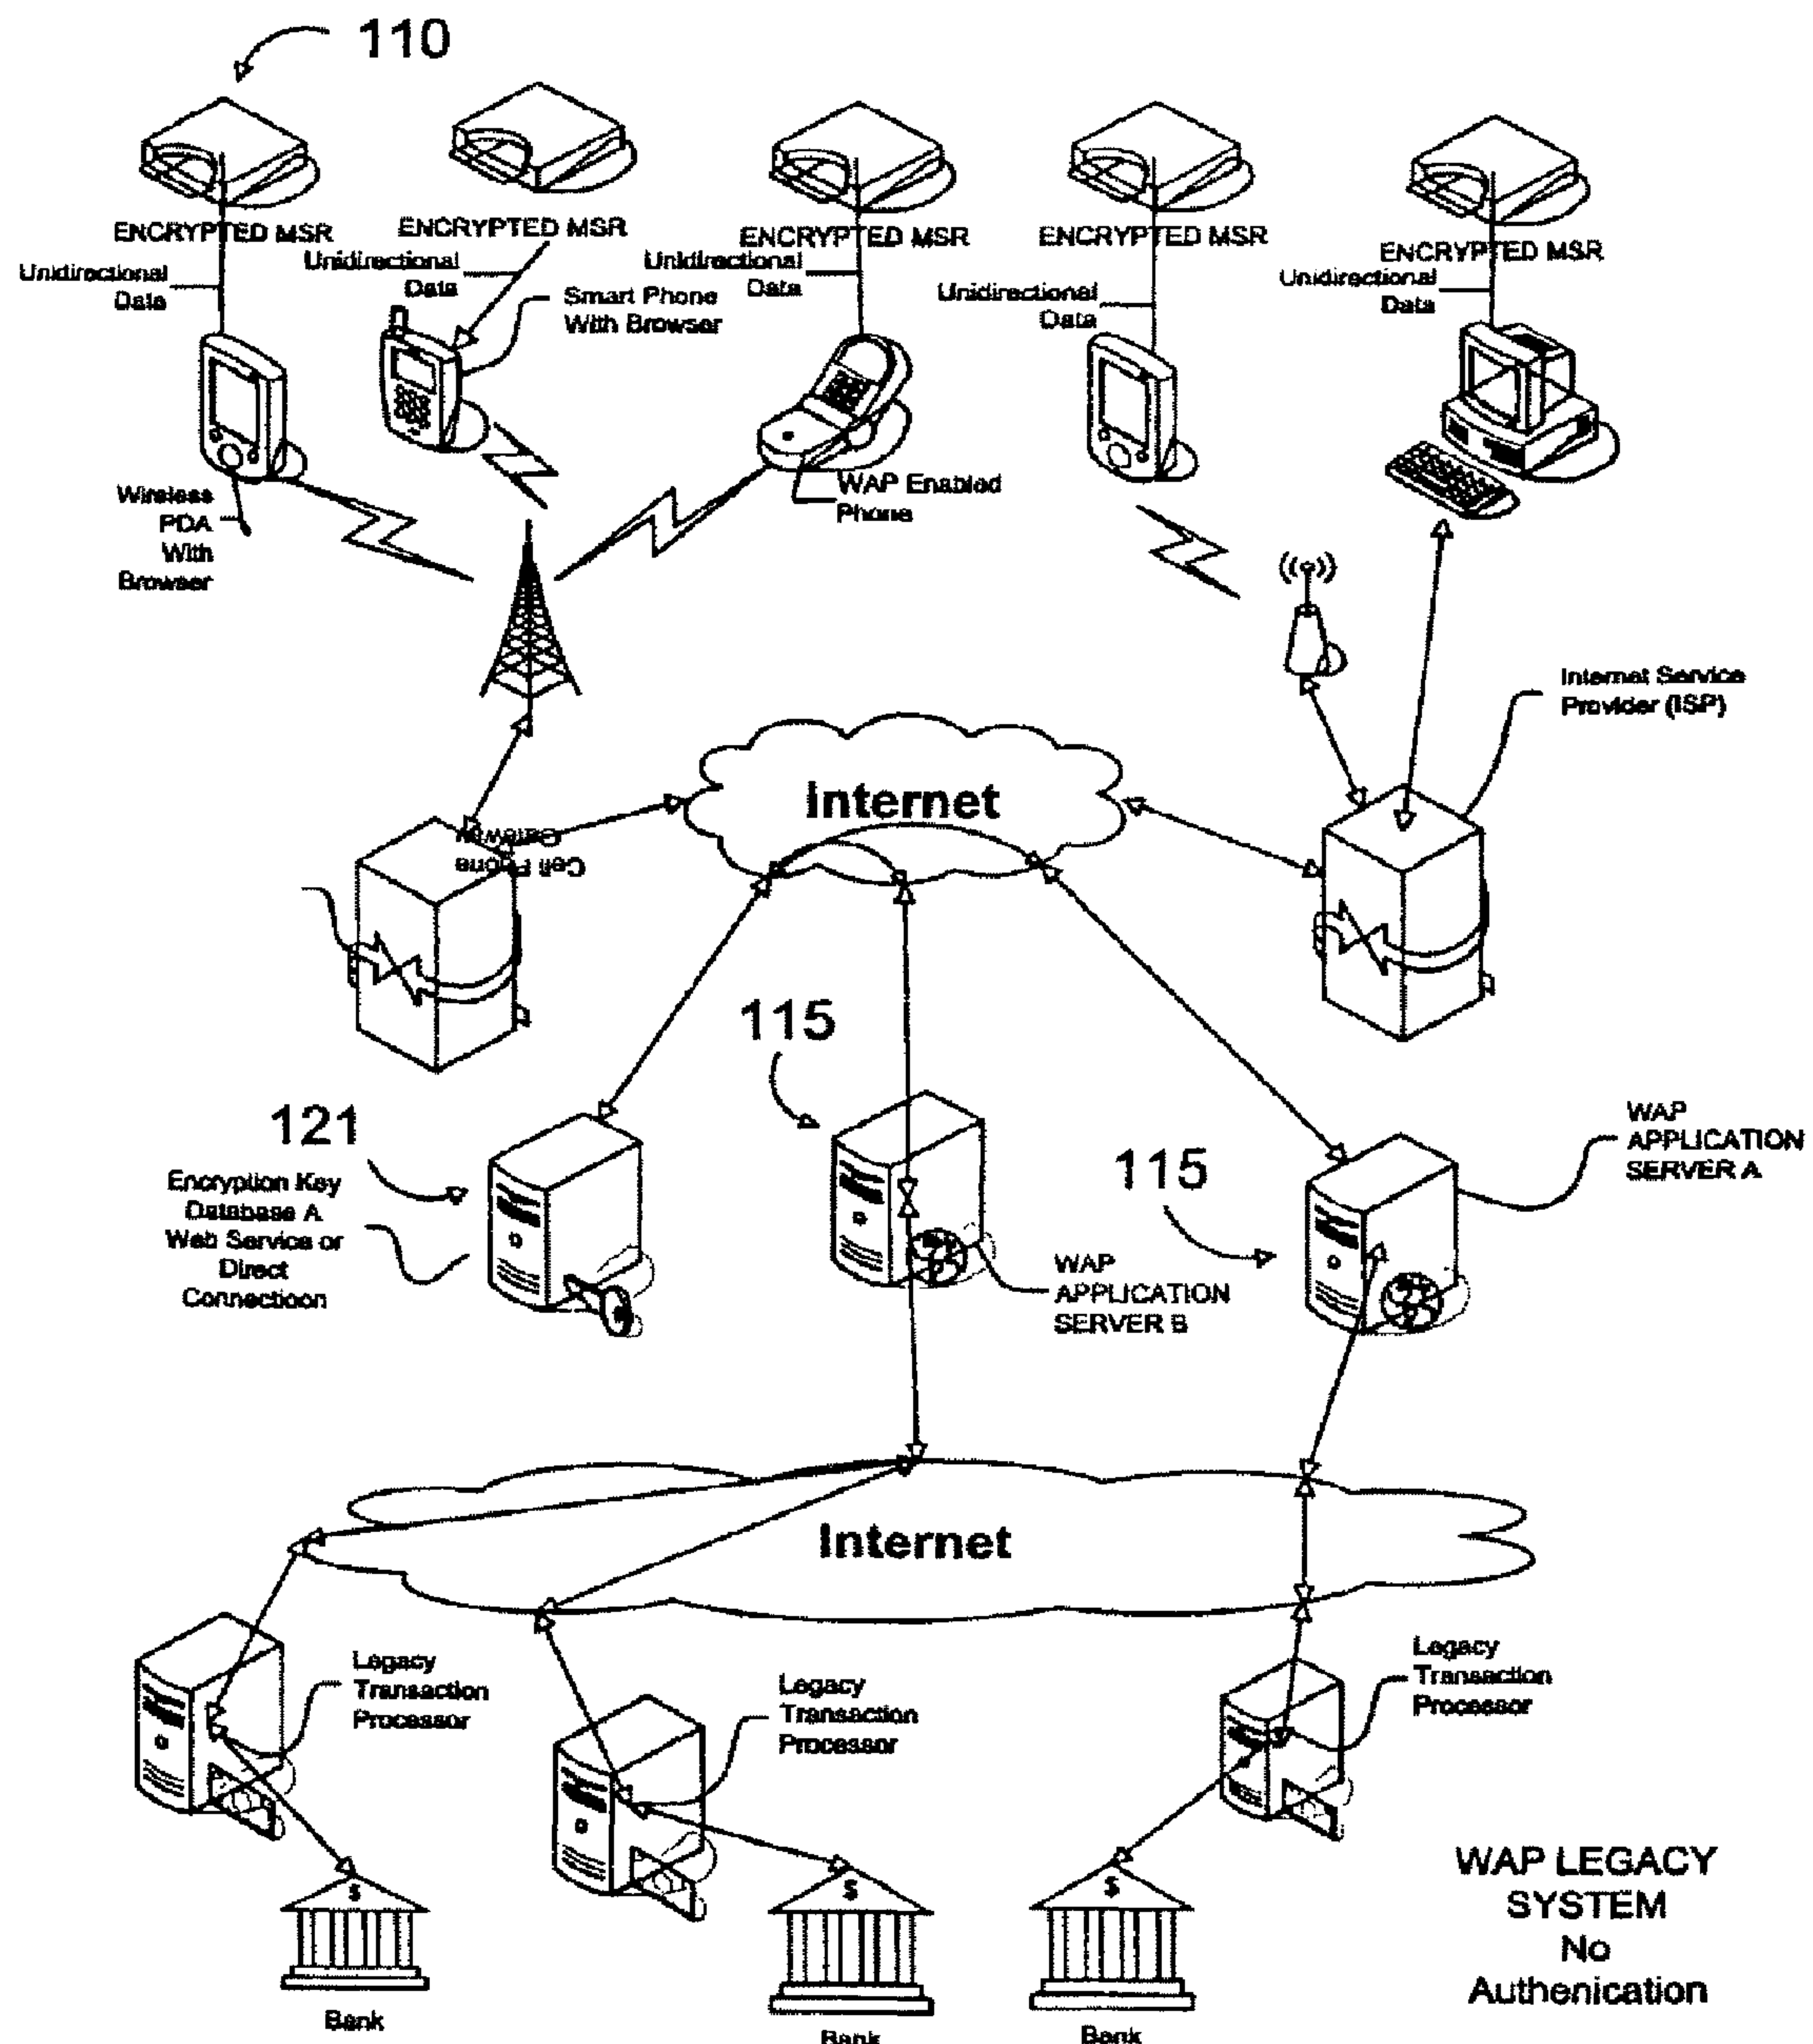 110
ENCRYPTED MSR
ENCRYPTED MSR
ENCRYPTED MSR
ENCRYPTED MSR
ENCRYPTED MSR
Unidirectional
Data
Unidirectional
Data
Unidirectional
Data
Unidirectional
Data
Unidirectional
Data
Smart Phone
With Browser
Wireless
PDA
With
Browser
WAP Enabled
Phone
Internet Service
Provider (ISP)
Internet
Cell Phone
Gateway
115
121
Encryption Key
Database A
Web Service or
Direct
Connectioon
WAP
APPLICATION
SERVER B
115
WAP
APPLICATION
SERVER A
Internet
Legacy
Transaction
Processor
Legacy
Transaction
Processor
Legacy
Transaction
Processor
$
$
$
Bank
Bank
Bank
WAP LEGACY
SYSTEM
No
Authenication